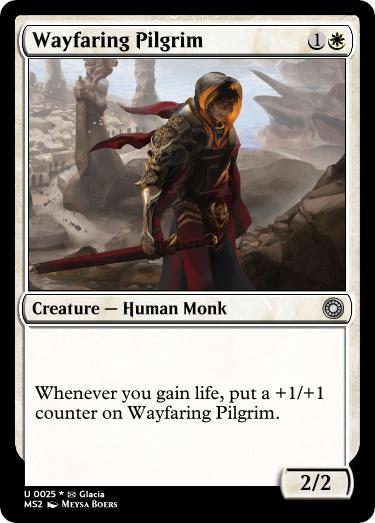 Wayfaring Pilgrim 1
Creature — Human Monk
Whenever you gain life, put a +1/+1
counter on Wayfaring Pilgrim.
2/2
U 0025 * Glacia
MS2 Meysa Boers